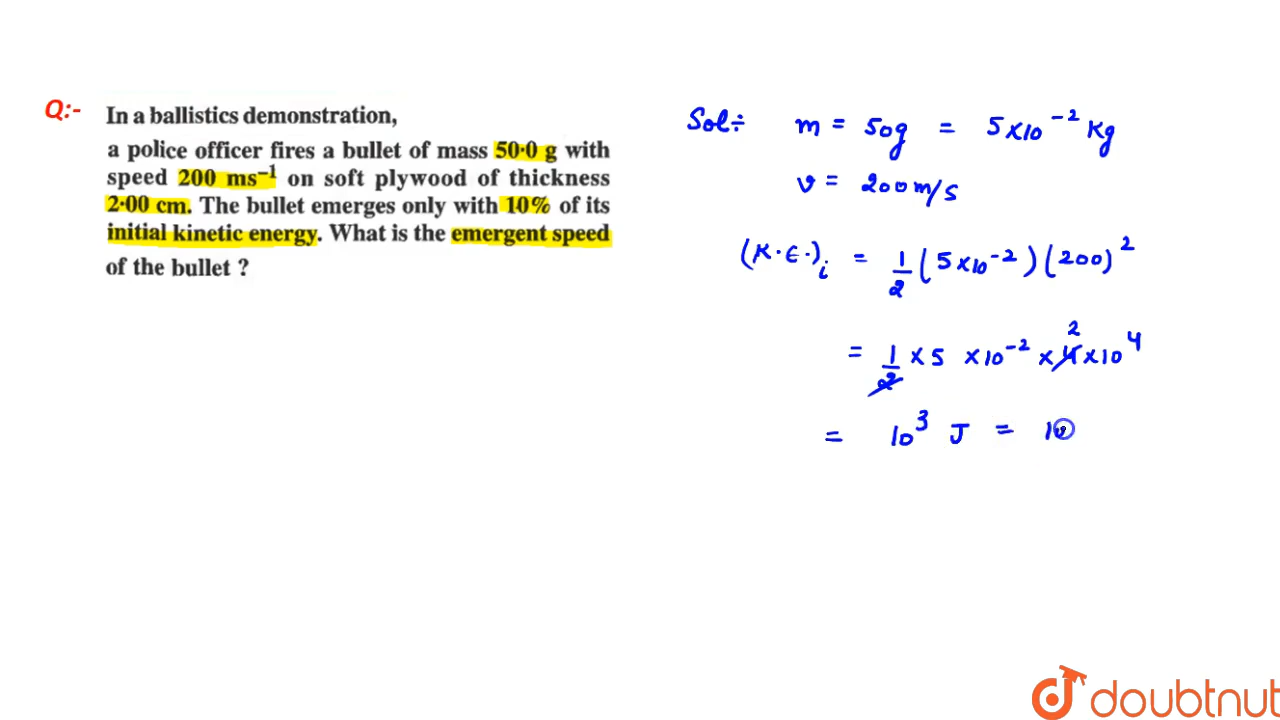 Q:- In a ballistics demonstration,
a police officer fires a bullet of mass 50·0 g with
speed 200 ms⁻¹ on soft plywood of thickness
2·00 cm. The bullet emerges only with 10% of its
initial kinetic energy. What is the emergent speed
of the bullet ?
Sol÷ m = 50g = 5×10⁻² Kg
v = 200m/s
(K.E.)ᵢ = 1/2 (5×10⁻²)(200)²
= 1/2 × 5 ×10⁻² × 4 ×10⁴ 2
= 10³ J = 10
doubtnut